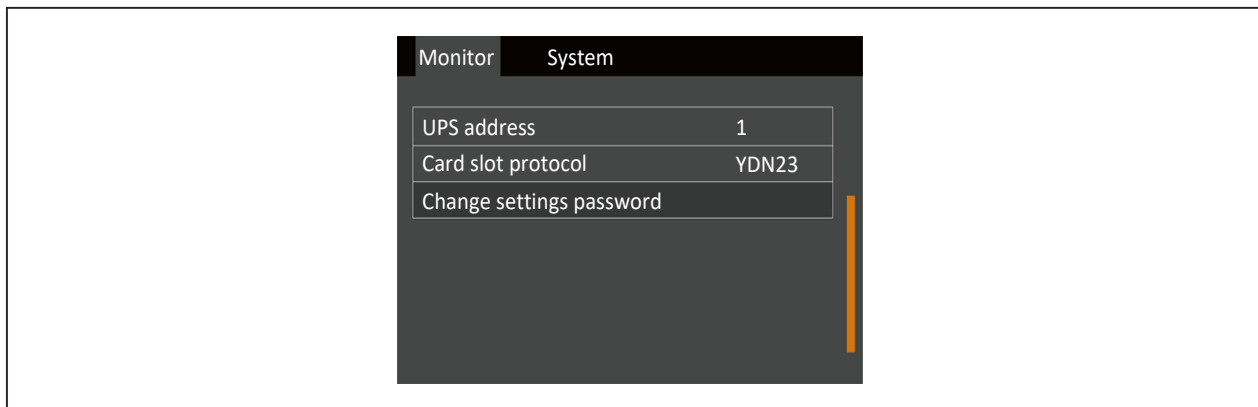 Monitor System
UPS address 1
Card slot protocol YDN23
Change settings password